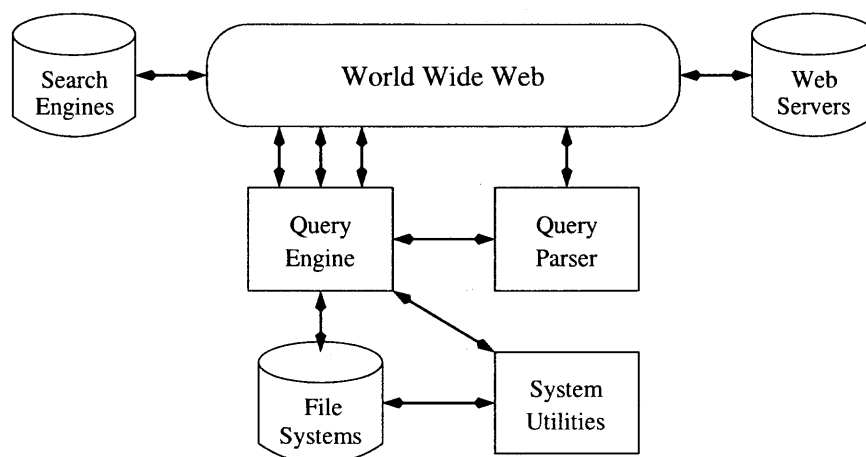 Search
Engines
World Wide Web
Web
Servers
Query
Engine
Query
Parser
File
Systems
System
Utilities